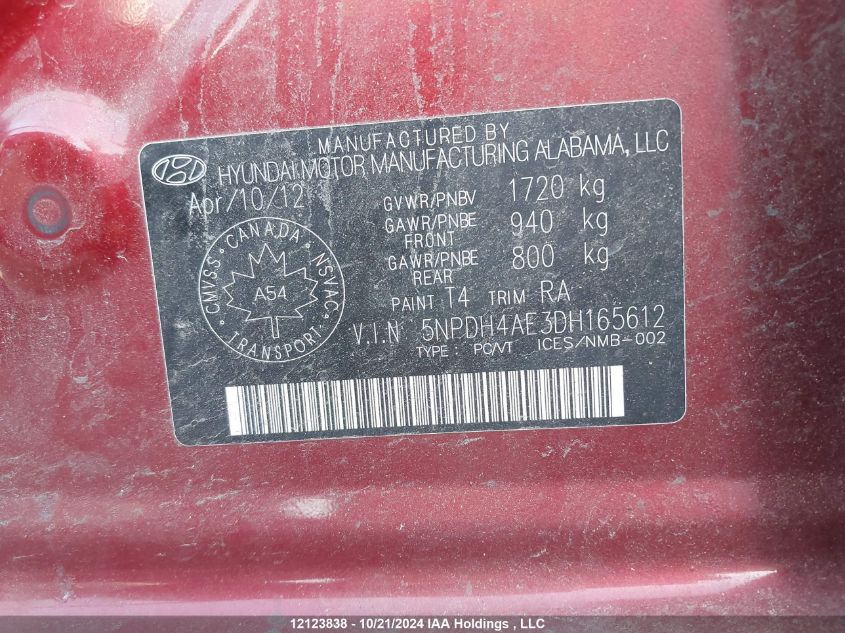 MANUFACTURED BY
HYUNDAI MOTOR MANUFACTURING ALABAMA, LLC
Apr/10/12
GVWR/PNBV 1720 kg
GAWR/PNBE FRONT 940 kg
GAWR/PNBE REAR 800 kg
PAINT T4 TRIM RA
V.I.N 5NPDH4AE3DH165612
TYPE : PC/VT ICES/NMB-002
CMVSS • CANADA • NSVAC •
A54
TRANSPORT
12123838 - 10/21/2024 IAA Holdings , LLC